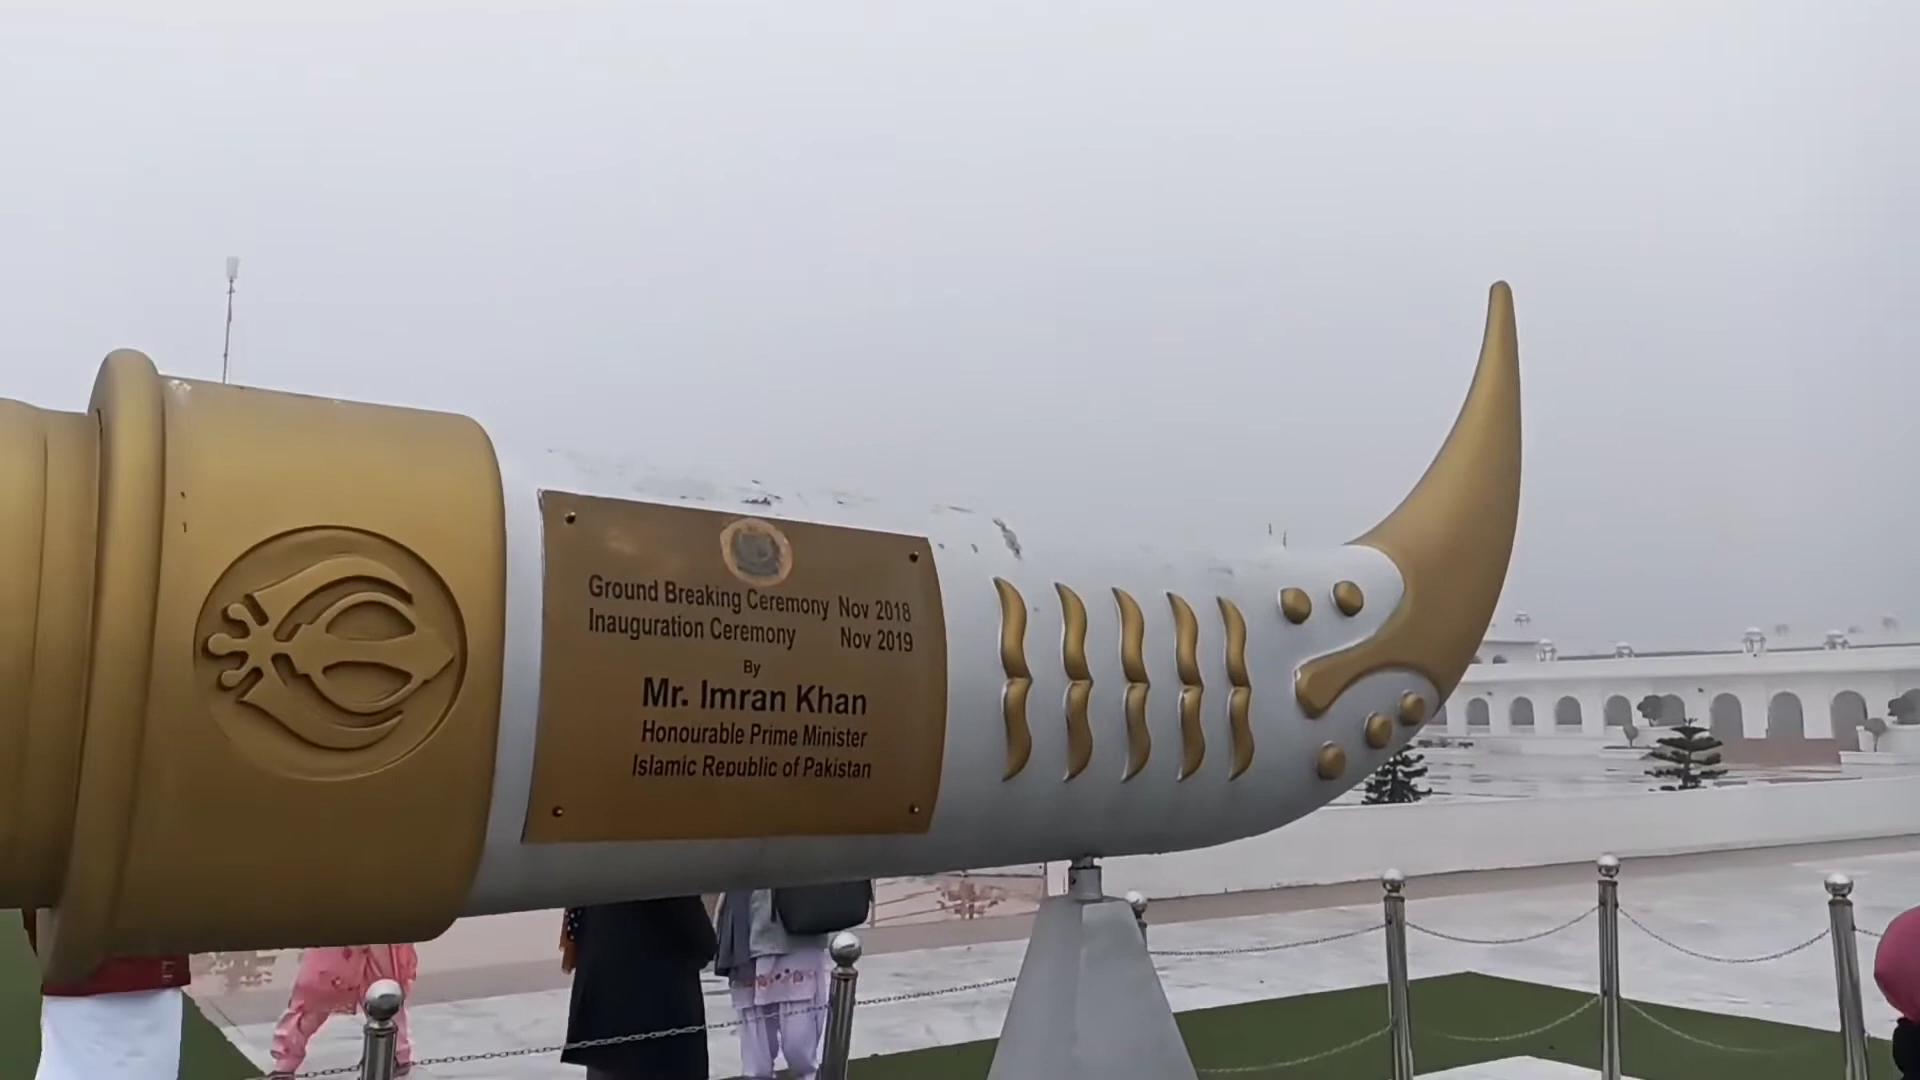 Ground Breaking Ceremony Nov 2018
Inauguration Ceremony Nov 2019
By
Mr. Imran Khan
Honourable Prime Minister
Islamic Republic of Pakistan